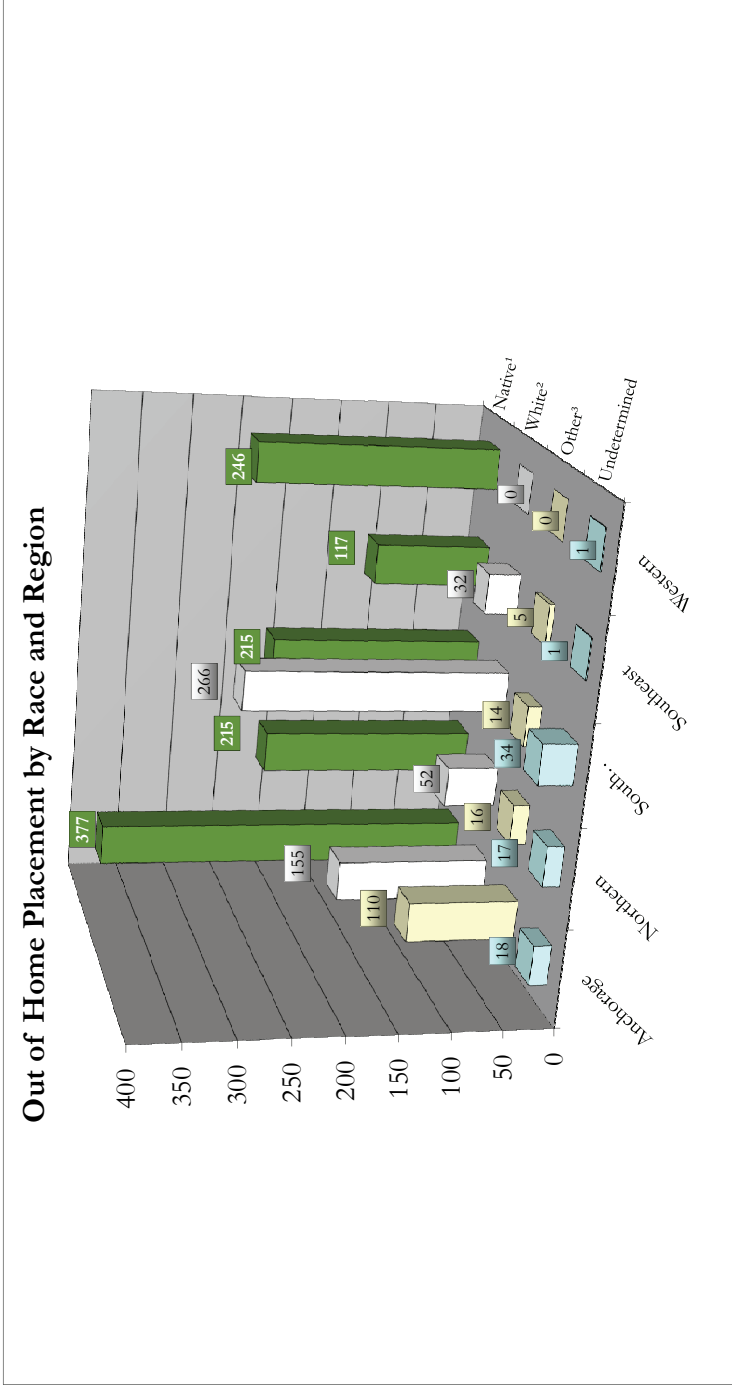 Out of Home Placement by Race and Region
400
350
300
250
200
150
100
50
0
377
215
215
117
246
155
52
266
32
0
110
16
14
5
0
18
17
34
1
1
Anchorage
Northern
South…
Southeast
Western
Native¹
White²
Other³
Undetermined